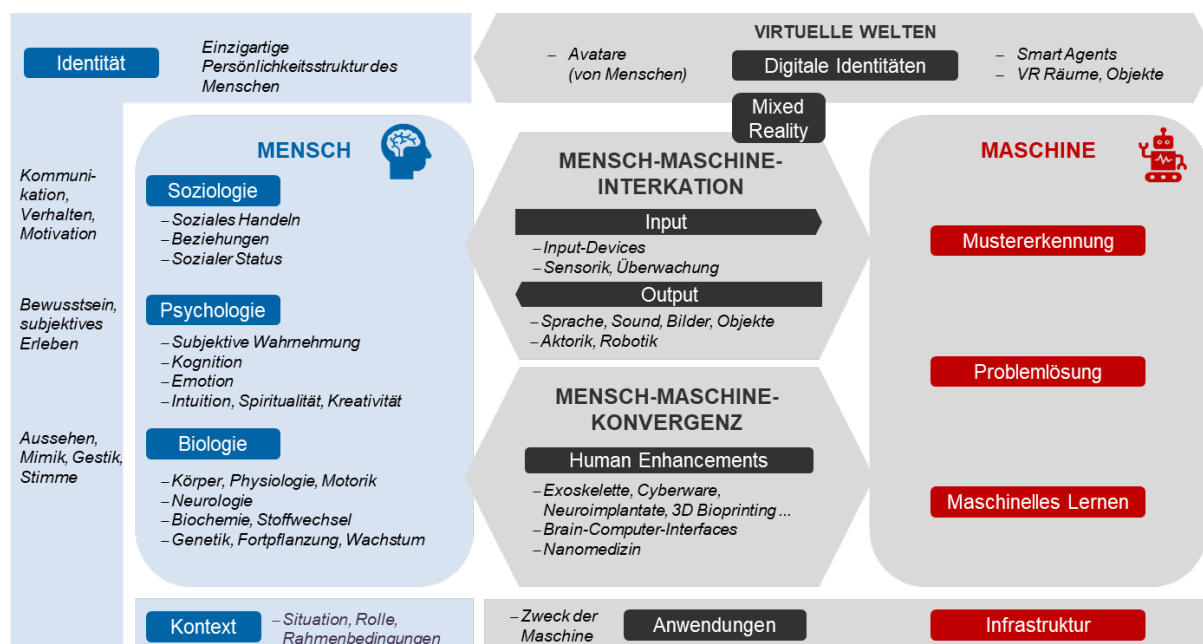 Identität
Einzigartige
Persönlichkeitsstruktur des
Menschen
VIRTUELLE WELTEN
– Avatare
(von Menschen)
Digitale Identitäten
– Smart Agents
– VR Räume, Objekte
Mixed
Reality
Kommuni-
kation,
Verhalten,
Motivation
Bewusstsein,
subjektives
Erleben
Aussehen,
Mimik, Gestik,
Stimme
MENSCH
Soziologie
– Soziales Handeln
– Beziehungen
– Sozialer Status
Psychologie
– Subjektive Wahrnehmung
– Kognition
– Emotion
– Intuition, Spiritualität, Kreativität
Biologie
– Körper, Physiologie, Motorik
– Neurologie
– Biochemie, Stoffwechsel
– Genetik, Fortpflanzung, Wachstum
MENSCH-MASCHINE-
INTERKATION
Input
– Input-Devices
– Sensorik, Überwachung
Output
– Sprache, Sound, Bilder, Objekte
– Aktorik, Robotik
MENSCH-MASCHINE-
KONVERGENZ
Human Enhancements
– Exoskelette, Cyberware,
Neuroimplantate, 3D Bioprinting ...
– Brain-Computer-Interfaces
– Nanomedizin
MASCHINE
Mustererkennung
Problemlösung
Maschinelles Lernen
Kontext
– Situation, Rolle,
Rahmenbedingungen
– Zweck der
Maschine
Anwendungen
Infrastruktur